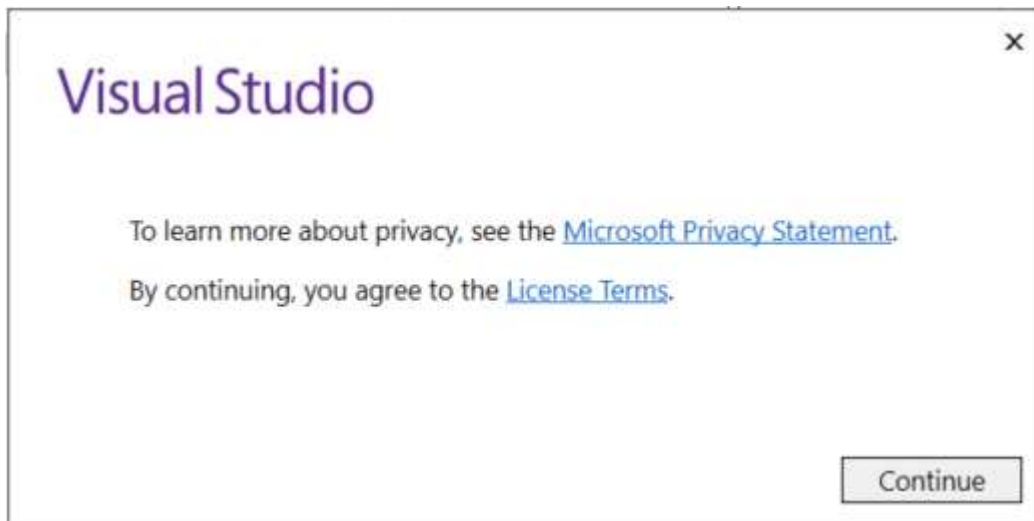 Visual Studio
To learn more about privacy, see the Microsoft Privacy Statement.
By continuing, you agree to the License Terms.
Continue